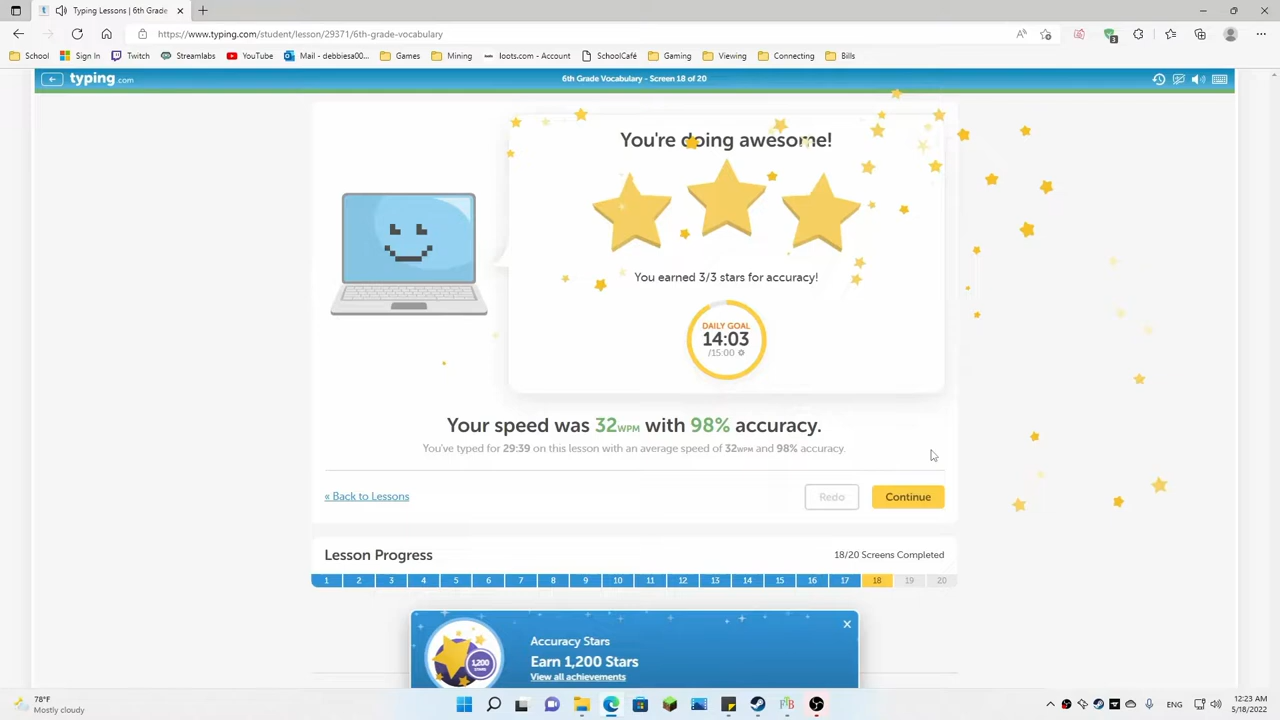 Typing Lessons | 6th Grade
https://www.typing.com/student/lesson/29371/6th-grade-vocabulary
School
Sign In
Twitch
Streamlabs
YouTube
Mail - debbiesa00...
Games
Mining
loots.com - Account
SchoolCafé
Gaming
Viewing
Connecting
Bills
typing.com
6th Grade Vocabulary - Screen 18 of 20
You're doing awesome!
You earned 3/3 stars for accuracy!
DAILY GOAL
14:03
/15:00
Your speed was 32WPM with 98% accuracy.
You've typed for 29:39 on this lesson with an average speed of 32WPM and 98% accuracy.
« Back to Lessons
Redo
Continue
Lesson Progress
18/20 Screens Completed
1 2 3 4 5 6 7 8 9 10 11 12 13 14 15 16 17 18 19 20
Accuracy Stars
1,200
STARS
Earn 1,200 Stars
View all achievements
78°F
Mostly cloudy
FTB
ENG
12:23 AM
5/18/2022